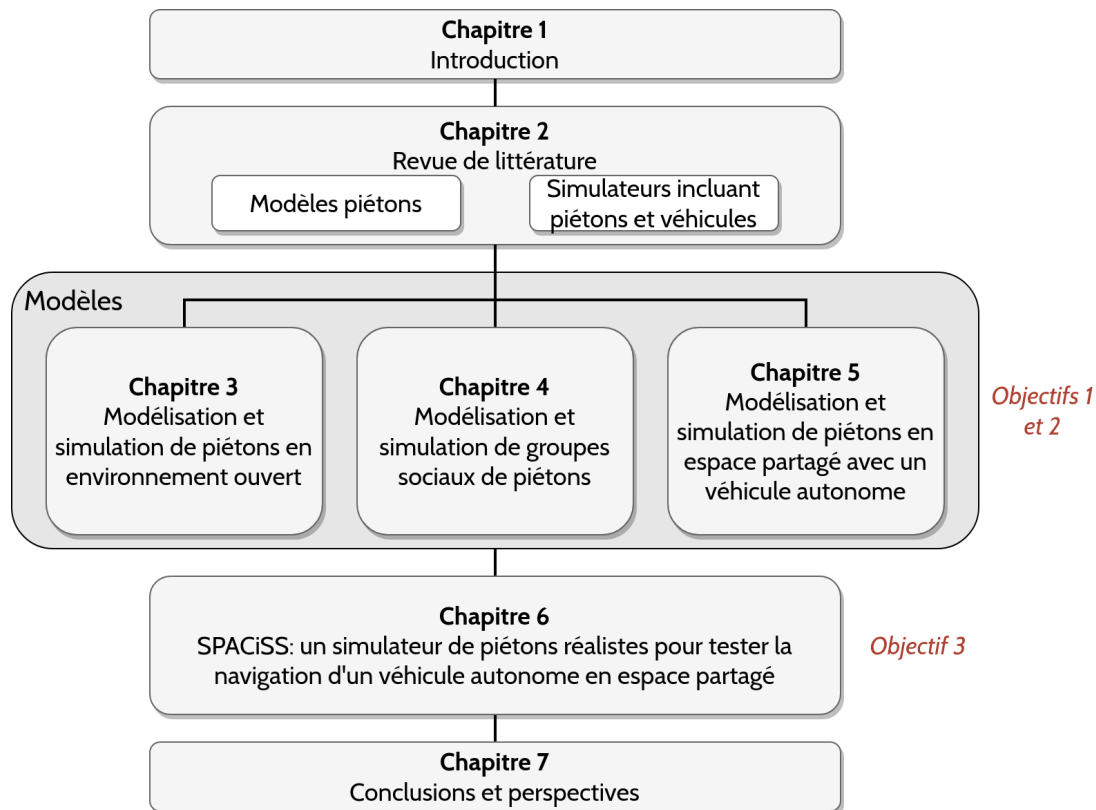 Chapitre 1
Introduction
Chapitre 2
Revue de littérature
Modèles piétons
Simulateurs incluant
piétons et véhicules
Modèles
Chapitre 3
Modélisation et
simulation de piétons en
environnement ouvert
Chapitre 4
Modélisation et
simulation de groupes
sociaux de piétons
Chapitre 5
Modélisation et
simulation de piétons en
espace partagé avec un
véhicule autonome
Objectifs 1
et 2
Chapitre 6
SPACiSS: un simulateur de piétons réalistes pour tester la
navigation d'un véhicule autonome en espace partagé
Objectif 3
Chapitre 7
Conclusions et perspectives